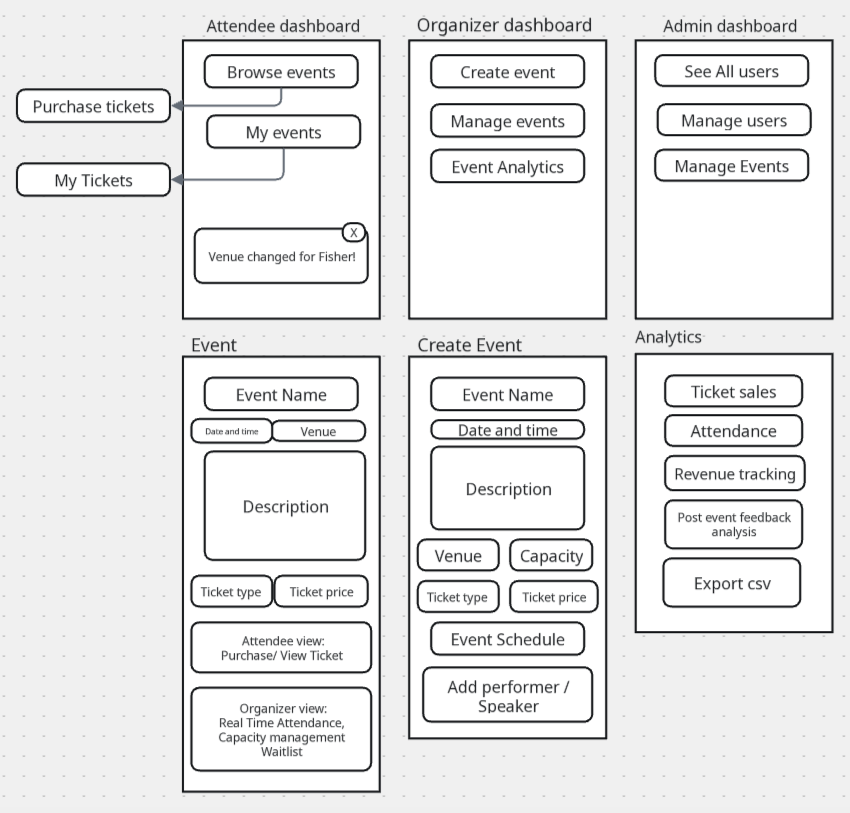 Attendee dashboard
Browse events
Purchase tickets
My events
My Tickets
X
Venue changed for Fisher!
Organizer dashboard
Create event
Manage events
Event Analytics
Admin dashboard
See All users
Manage users
Manage Events
Event
Event Name
Date and time
Venue
Description
Ticket type
Ticket price
Attendee view:
Purchase/ View Ticket
Organizer view:
Real Time Attendance,
Capacity management
Waitlist
Create Event
Event Name
Date and time
Description
Venue
Capacity
Ticket type
Ticket price
Event Schedule
Add performer /
Speaker
Analytics
Ticket sales
Attendance
Revenue tracking
Post event feedback
analysis
Export csv